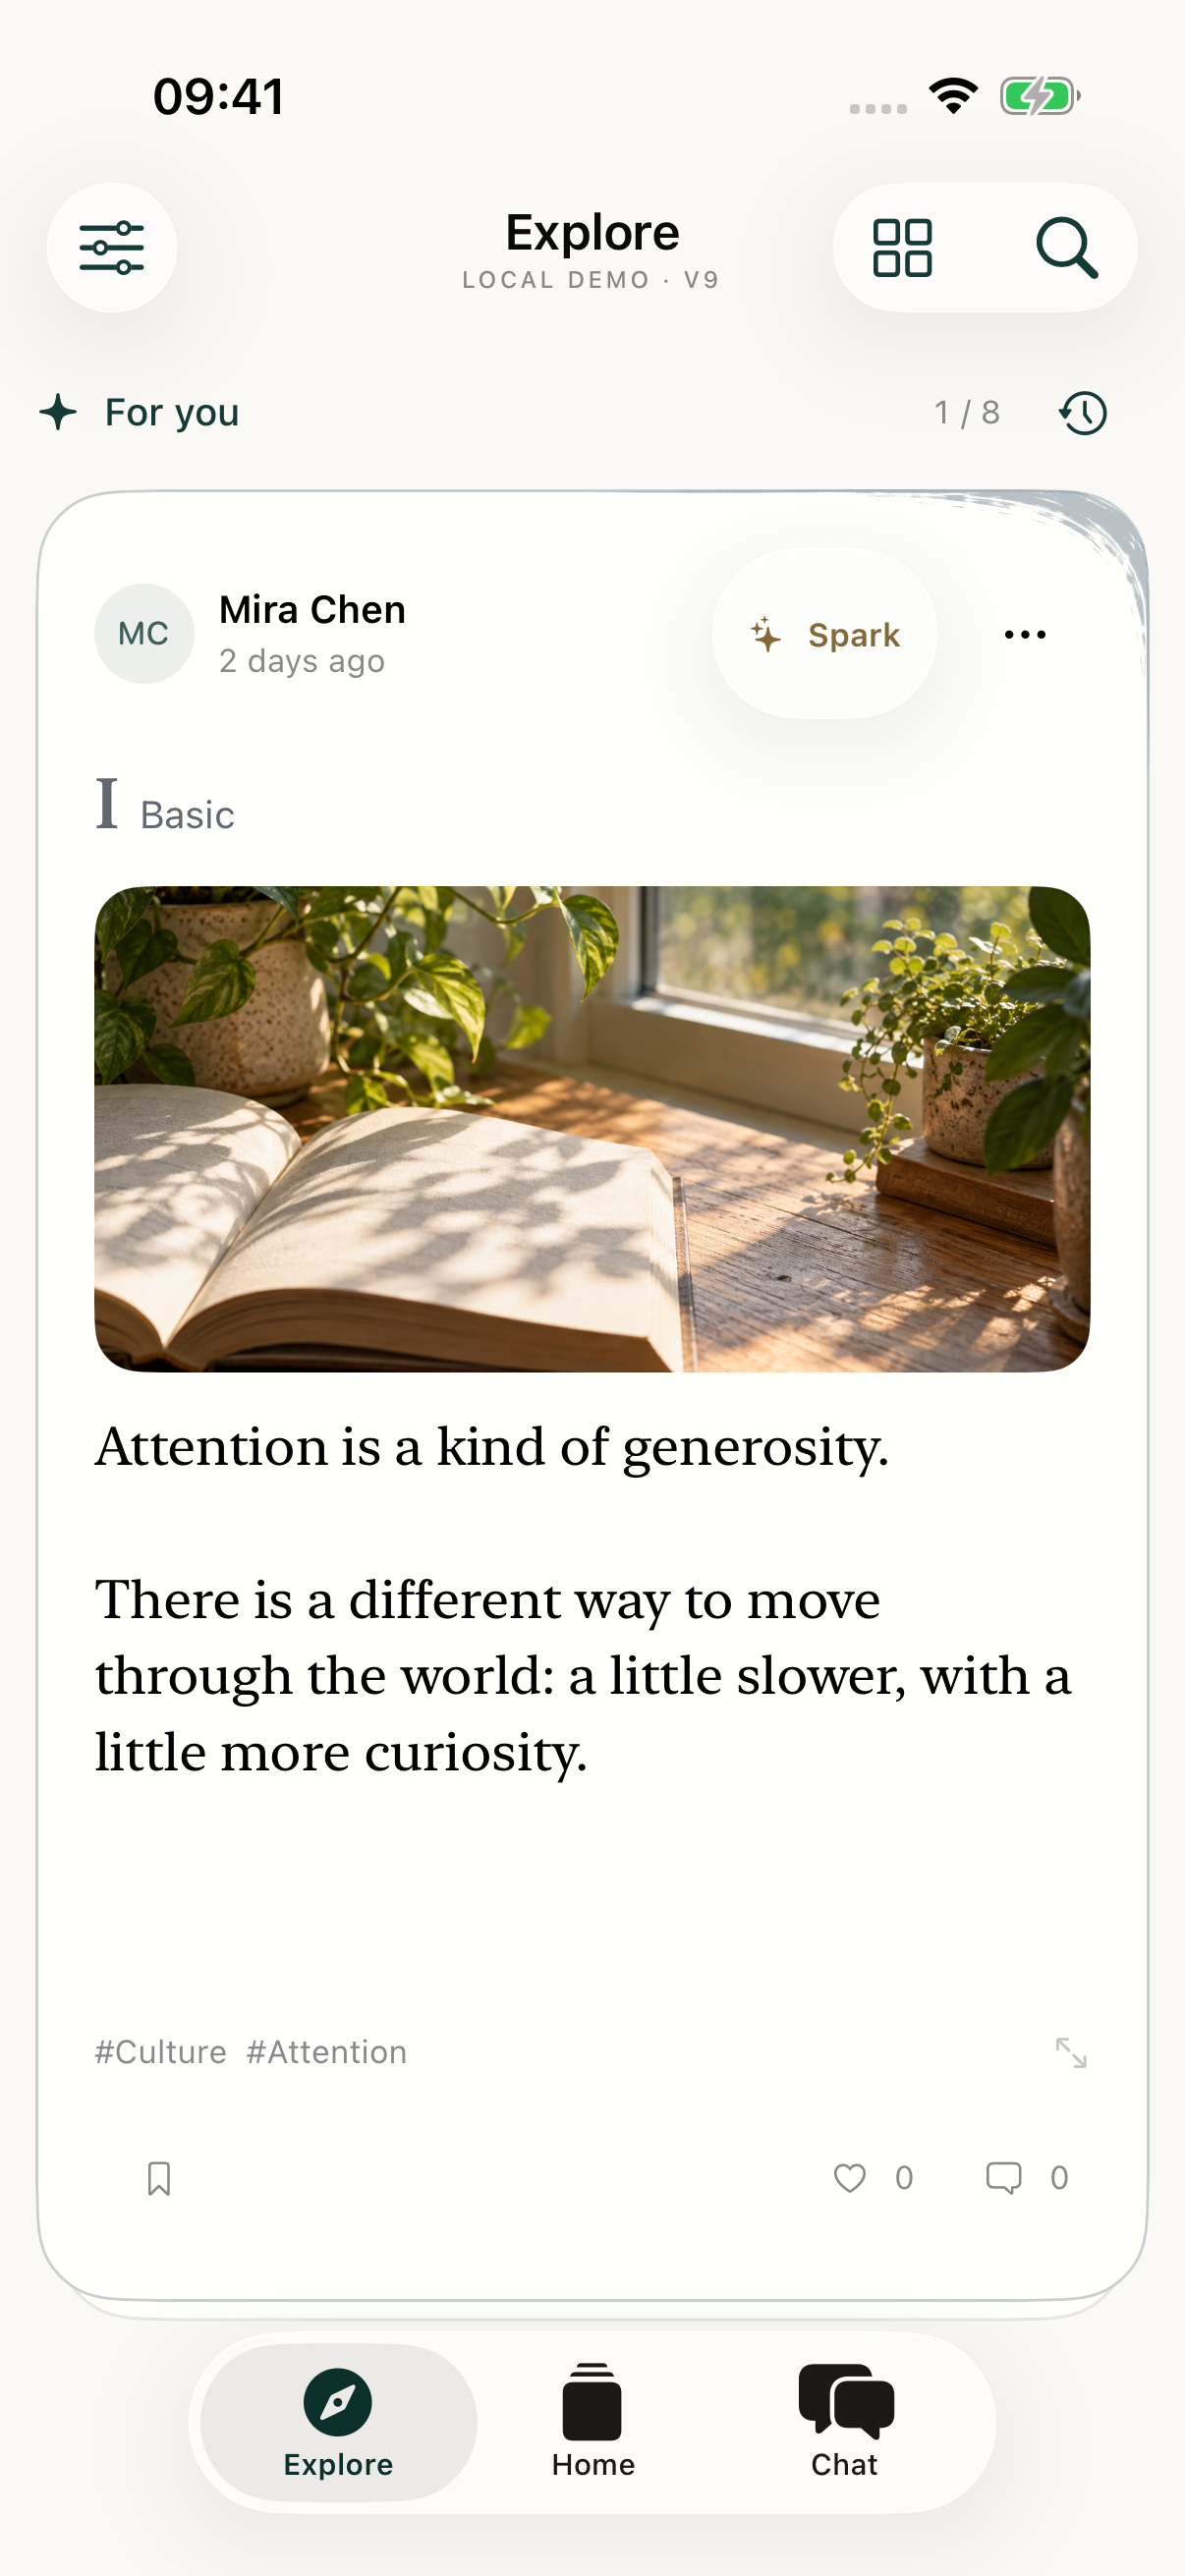 09:41
Explore
LOCAL DEMO · V9
For you
1 / 8
MC
Mira Chen
2 days ago
Spark
I Basic
Attention is a kind of generosity.
There is a different way to move
through the world: a little slower, with a
little more curiosity.
#Culture #Attention
0
0
Explore
Home
Chat